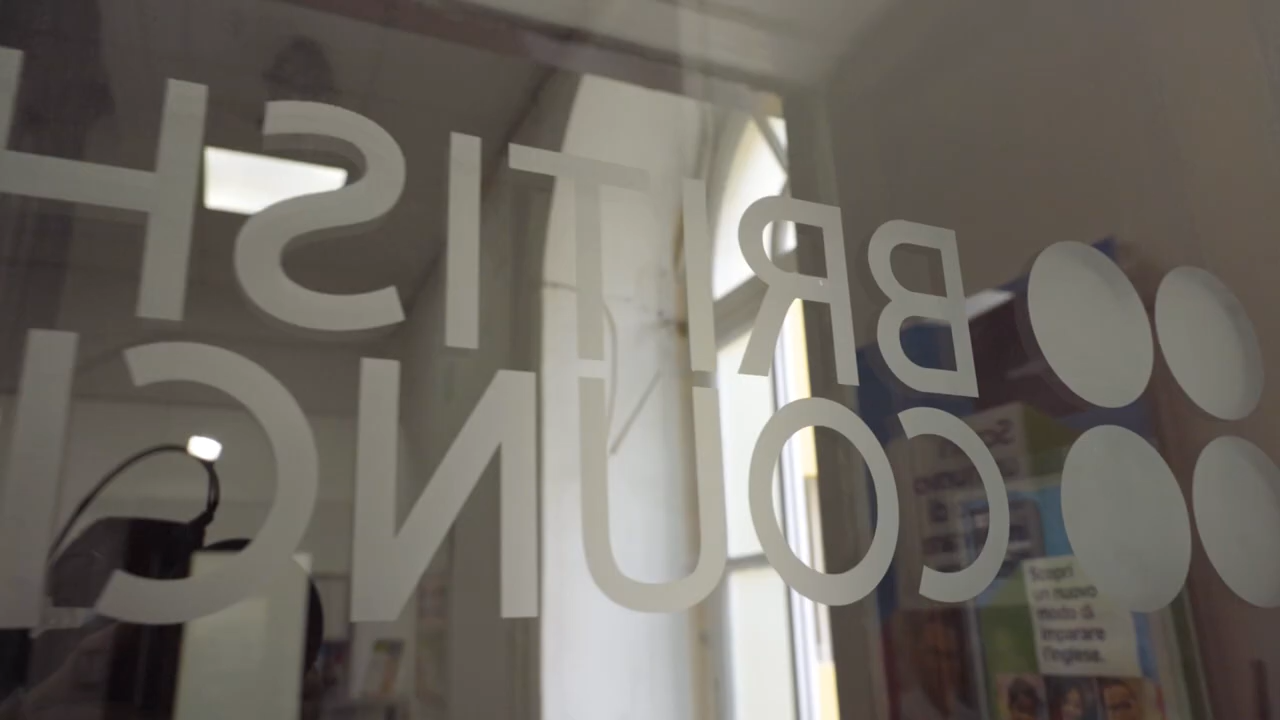 BRITISH
COUNCI
Scopri
un nuovo
modo di
imparare
l'inglese.